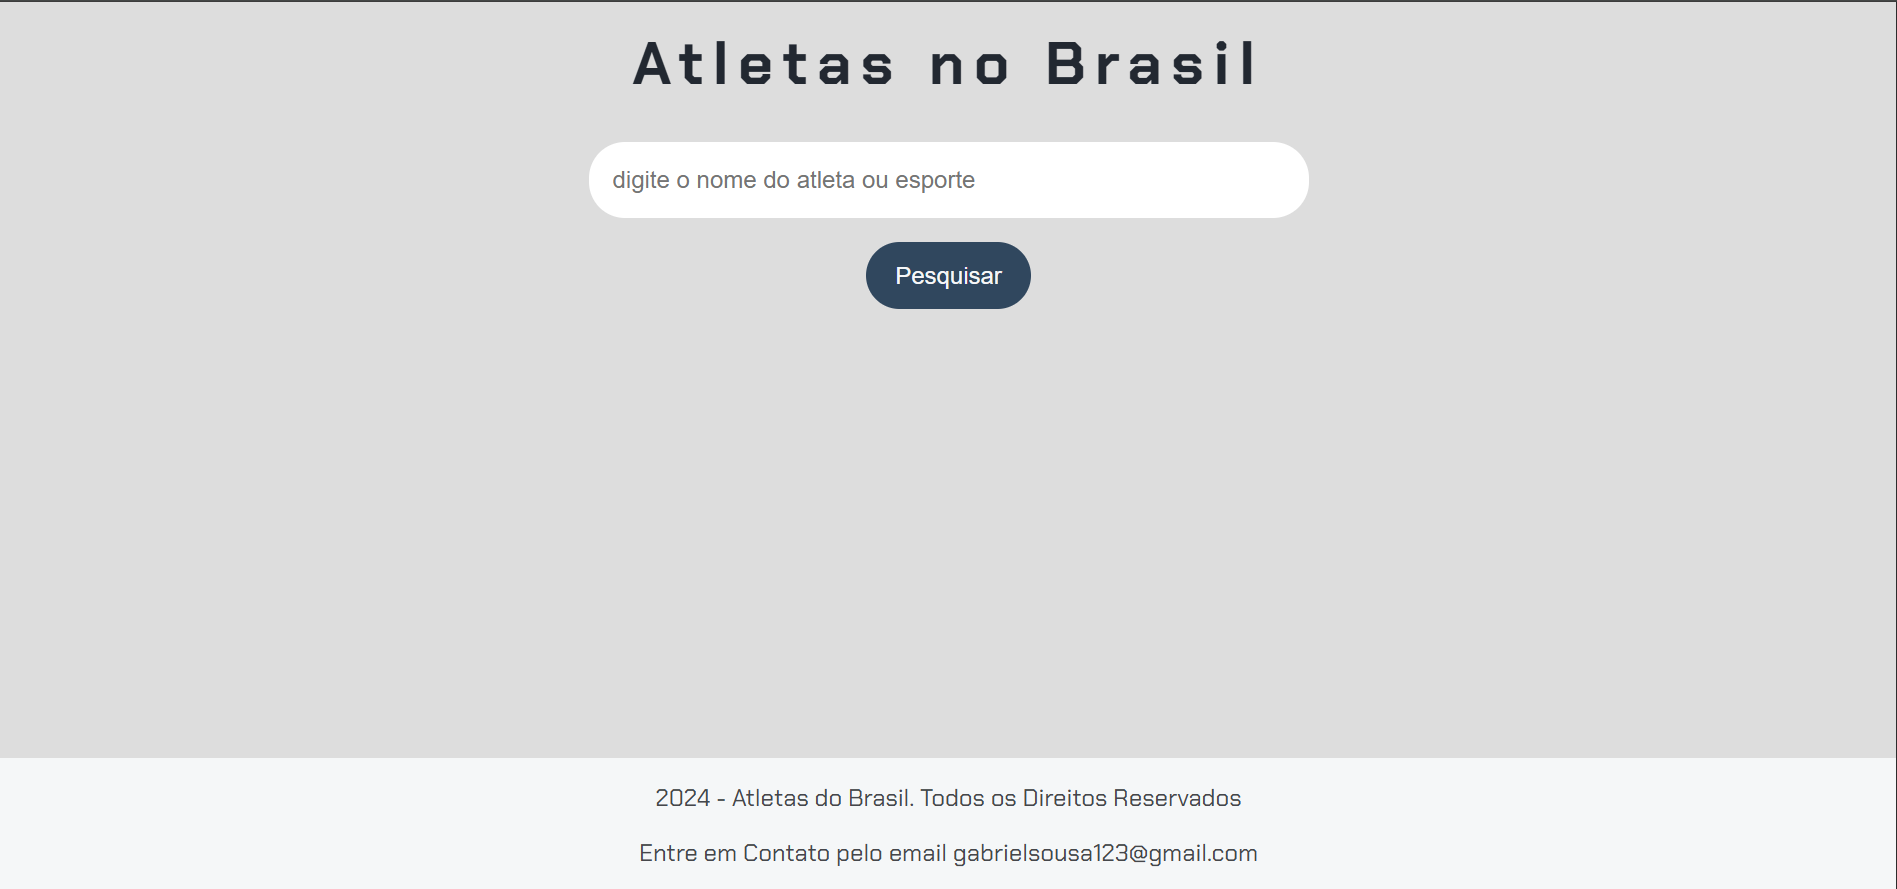 Atletas no Brasil
digite o nome do atleta ou esporte
Pesquisar
2024 - Atletas do Brasil. Todos os Direitos Reservados
Entre em Contato pelo email gabrielsousa123@gmail.com